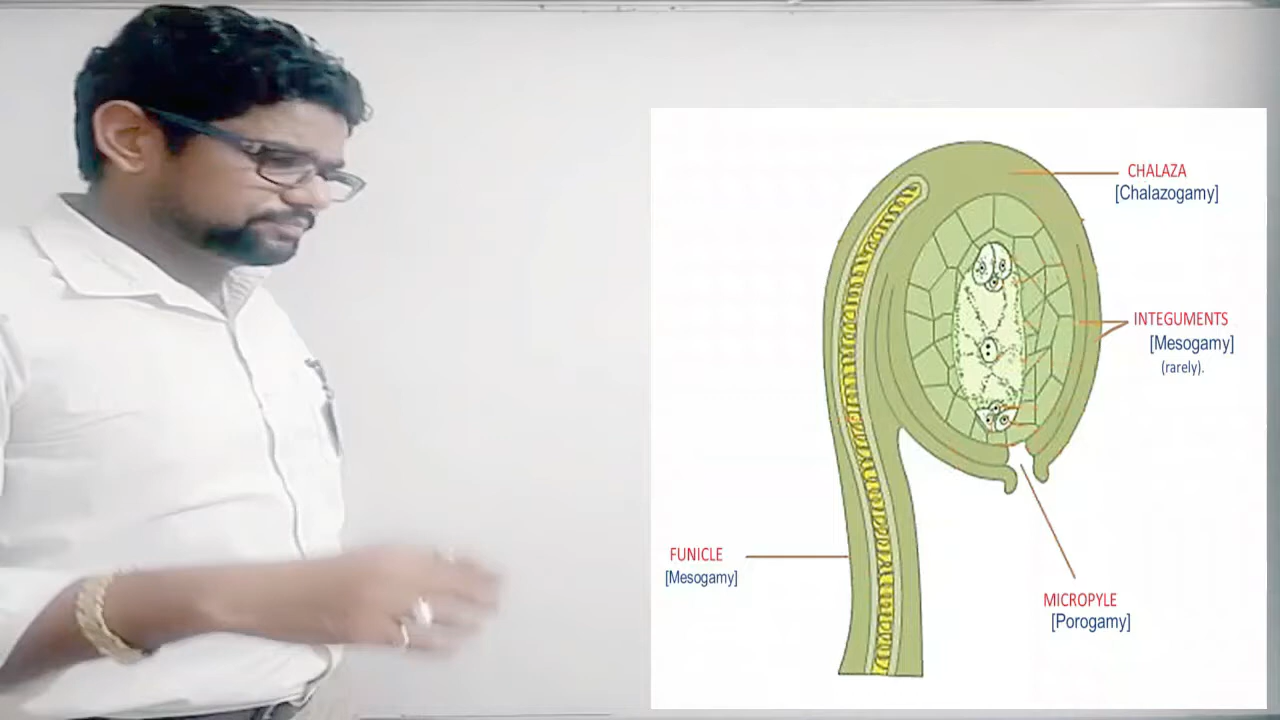 CHALAZA
[Chalazogamy]
INTEGUMENTS
[Mesogamy]
(rarely).
FUNICLE
[Mesogamy]
MICROPYLE
[Porogamy]